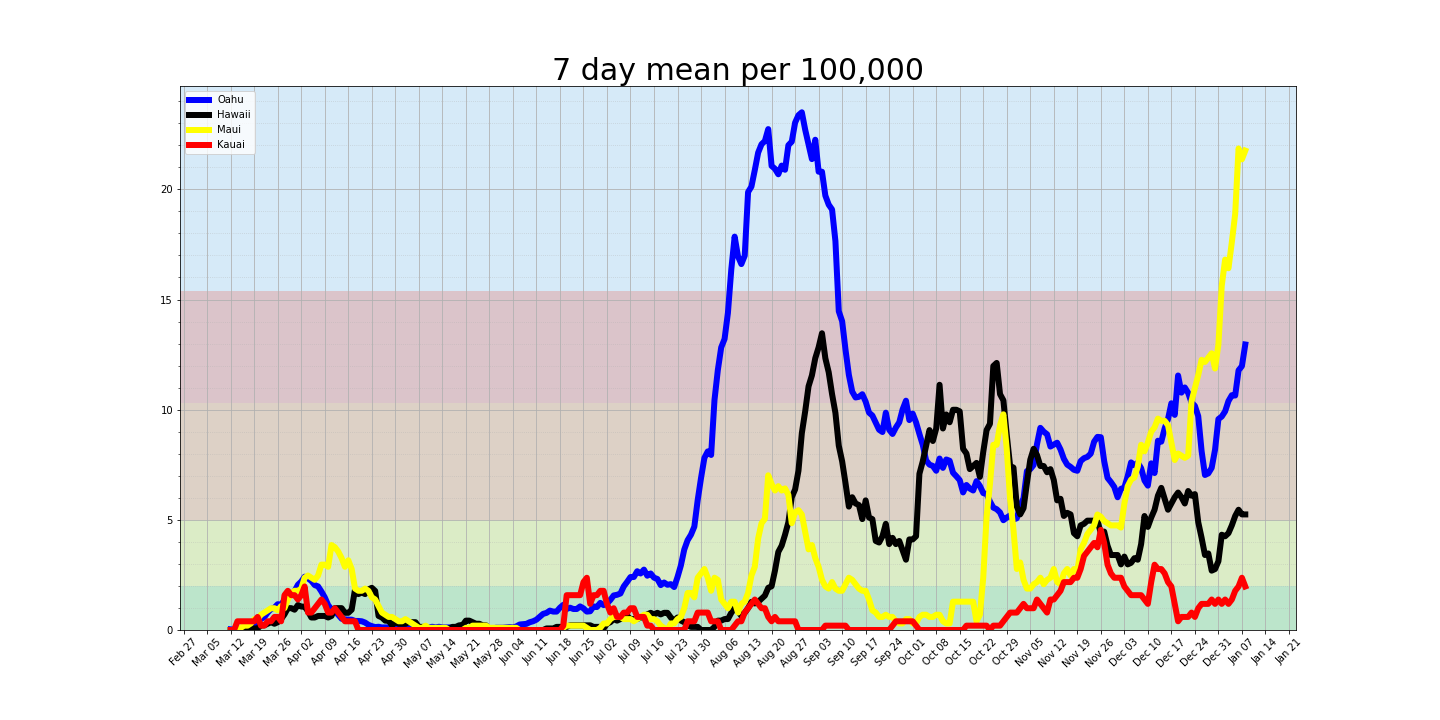 7 day mean per 100,000
Oahu
Hawaii
Maui
Kauai
20
15
10
5
0
Feb 27
Mar 05
Mar 12
Mar 19
Mar 26
Apr 02
Apr 09
Apr 16
Apr 23
Apr 30
May 07
May 14
May 21
May 28
Jun 04
Jun 11
Jun 18
Jun 25
Jul 02
Jul 09
Jul 16
Jul 23
Jul 30
Aug 06
Aug 13
Aug 20
Aug 27
Sep 03
Sep 10
Sep 17
Sep 24
Oct 01
Oct 08
Oct 15
Oct 22
Oct 29
Nov 05
Nov 12
Nov 19
Nov 26
Dec 03
Dec 10
Dec 17
Dec 24
Dec 31
Jan 07
Jan 14
Jan 21